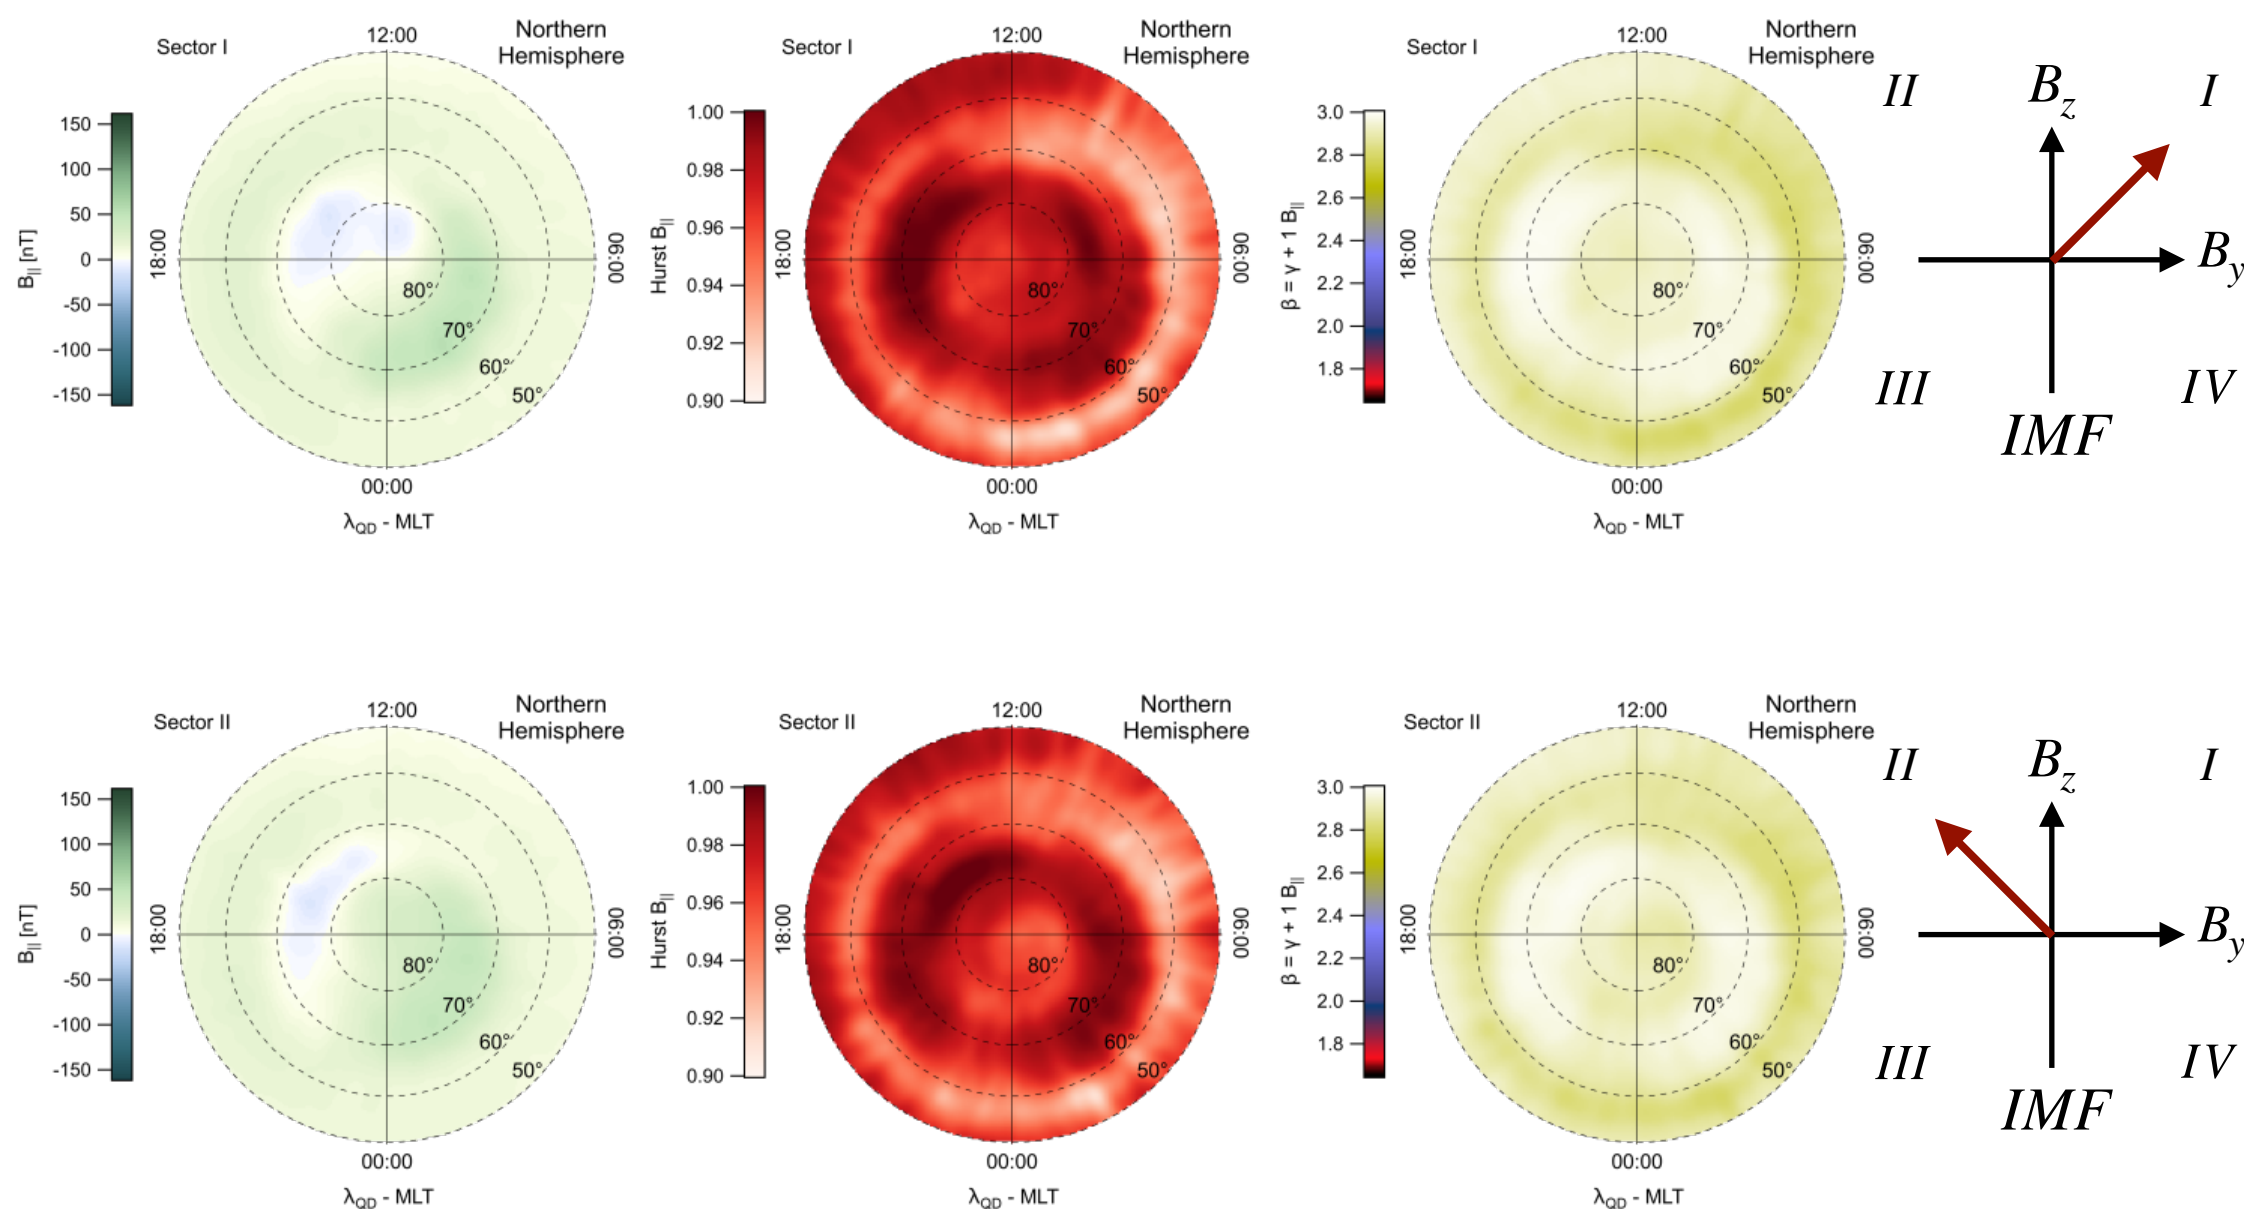 Sector I
12:00
Northern
Hemisphere
150
100
50
0
-50
-100
-150
B|| [nT]
18:00
06:00
80°
70°
60°
50°
00:00
λQD - MLT
Sector I
12:00
Northern
Hemisphere
1.00
0.98
0.96
0.94
0.92
0.90
Hurst B||
18:00
06:00
80°
70°
60°
50°
00:00
λQD - MLT
Sector I
12:00
Northern
Hemisphere
3.0
2.8
2.6
2.4
2.2
2.0
1.8
β = γ + 1 B||
18:00
06:00
80°
70°
60°
50°
00:00
λQD - MLT
II
Bz
I
By
III
IV
IMF
Sector II
12:00
Northern
Hemisphere
150
100
50
0
-50
-100
-150
B|| [nT]
18:00
06:00
80°
70°
60°
50°
00:00
λQD - MLT
Sector II
12:00
Northern
Hemisphere
1.00
0.98
0.96
0.94
0.92
0.90
Hurst B||
18:00
06:00
80°
70°
60°
50°
00:00
λQD - MLT
Sector II
12:00
Northern
Hemisphere
3.0
2.8
2.6
2.4
2.2
2.0
1.8
β = γ + 1 B||
18:00
06:00
80°
70°
60°
50°
00:00
λQD - MLT
II
Bz
I
By
III
IV
IMF